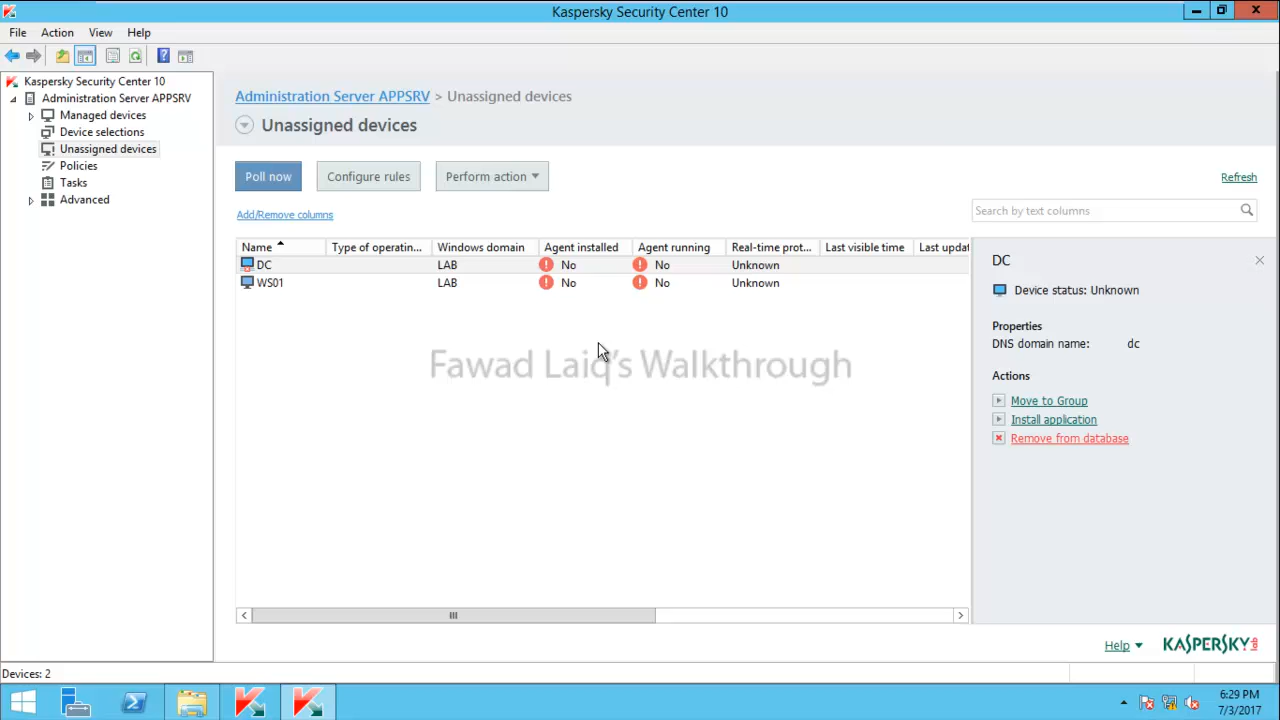 Kaspersky Security Center 10
File Action View Help
Kaspersky Security Center 10
Administration Server APPSRV
Managed devices
Device selections
Unassigned devices
Policies
Tasks
Advanced
Administration Server APPSRV > Unassigned devices
Unassigned devices
Poll now Configure rules Perform action
Refresh
Add/Remove columns
Search by text columns
Name Type of operatin... Windows domain Agent installed Agent running Real-time prot... Last visible time Last updat
DC LAB No No Unknown
WS01 LAB No No Unknown
DC
Device status: Unknown
Properties
DNS domain name: dc
Actions
Move to Group
Install application
Remove from database
Fawad Laiq's Walkthrough
Help
KASPERSKY lab
Devices: 2
6:29 PM
7/3/2017